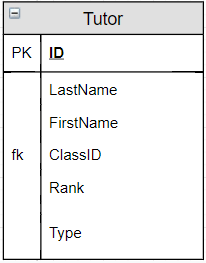 Tutor
PK ID
LastName
FirstName
fk ClassID
Rank
Type